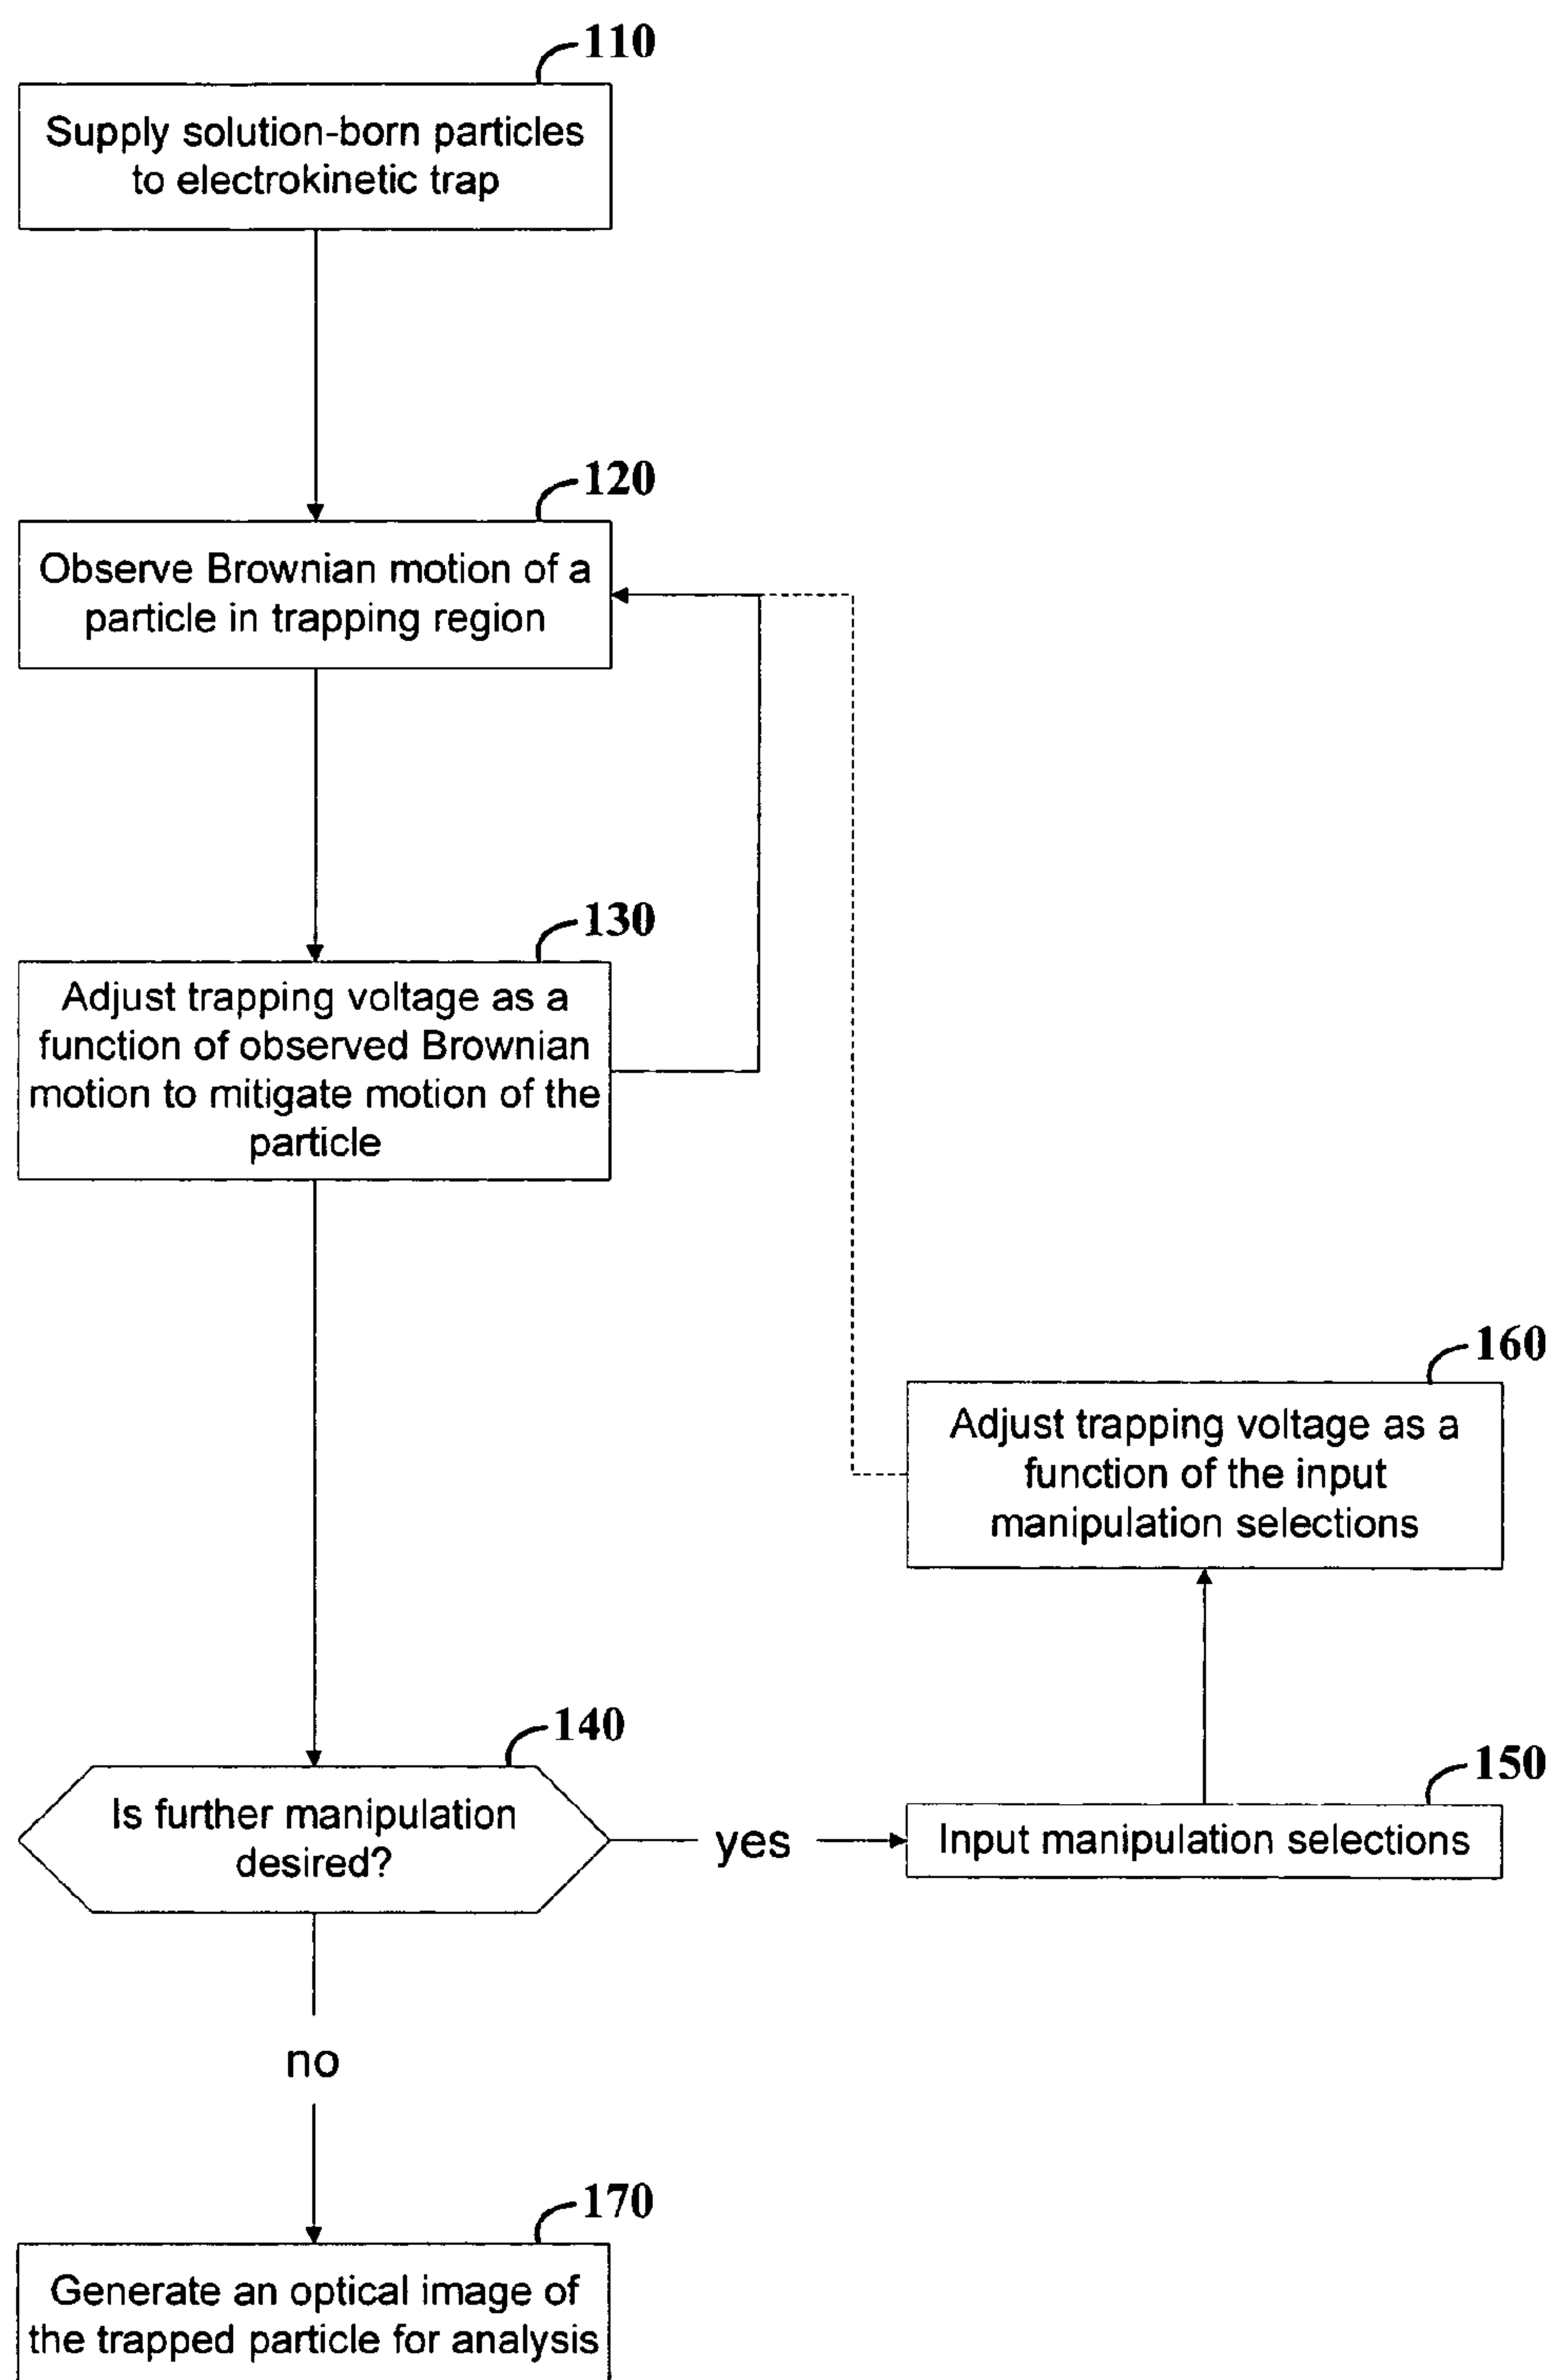 110
Supply solution-born particles
to electrokinetic trap
120
Observe Brownian motion of a
particle in trapping region
130
Adjust trapping voltage as a
function of observed Brownian
motion to mitigate motion of the
particle
160
Adjust trapping voltage as a
function of the input
manipulation selections
140
Is further manipulation
desired?
yes
150
Input manipulation selections
no
170
Generate an optical image of
the trapped particle for analysis